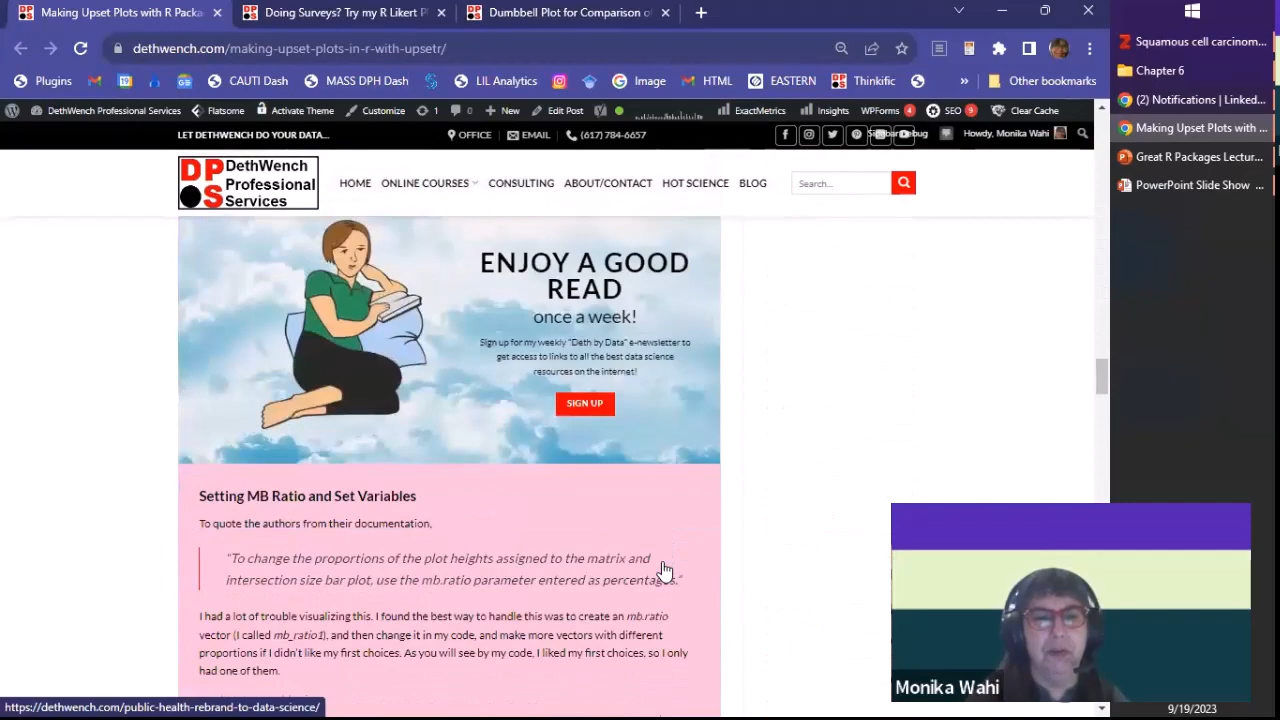 Making Upset Plots with R Packa
Doing Surveys? Try my R Likert Pl
Dumbbell Plot for Comparison of
dethwench.com/making-upset-plots-in-r-with-upsetr/
Plugins
CAUTI Dash
MASS DPH Dash
LIL Analytics
Image
HTML
EASTERN
Thinkific
»
Other bookmarks
DethWench Professional Services
Flatsome
Activate Theme
Customize
1
0
New
Edit Post
ExactMetrics
Insights
WPForms 4
SEO 9
Clear Cache
LET DETHWENCH DO YOUR DATA...
OFFICE
EMAIL
(617) 784-6657
Howdy, Monika Wahi
DPS DethWench
Professional
Services
HOME
ONLINE COURSES
CONSULTING
ABOUT/CONTACT
HOT SCIENCE
BLOG
Search...
ENJOY A GOOD
READ
once a week!
Sign up for my weekly "Deth by Data" e-newsletter to
get access to links to all the best data science
resources on the internet!
SIGN UP
Setting MB Ratio and Set Variables
To quote the authors from their documentation,
"To change the proportions of the plot heights assigned to the matrix and
intersection size bar plot, use the mb.ratio parameter entered as percentages."
I had a lot of trouble visualizing this. I found the best way to handle this was to create an mb.ratio
vector (I called mb_ratio1), and then change it in my code, and make more vectors with different
proportions if I didn't like my first choices. As you will see by my code, I liked my first choices, so I only
had one of them.
https://dethwench.com/public-health-rebrand-to-data-science/
Squamous cell carcinom...
Chapter 6
(2) Notifications | Linked...
Making Upset Plots with ...
Great R Packages Lectur...
PowerPoint Slide Show ...
Monika Wahi
9/19/2023